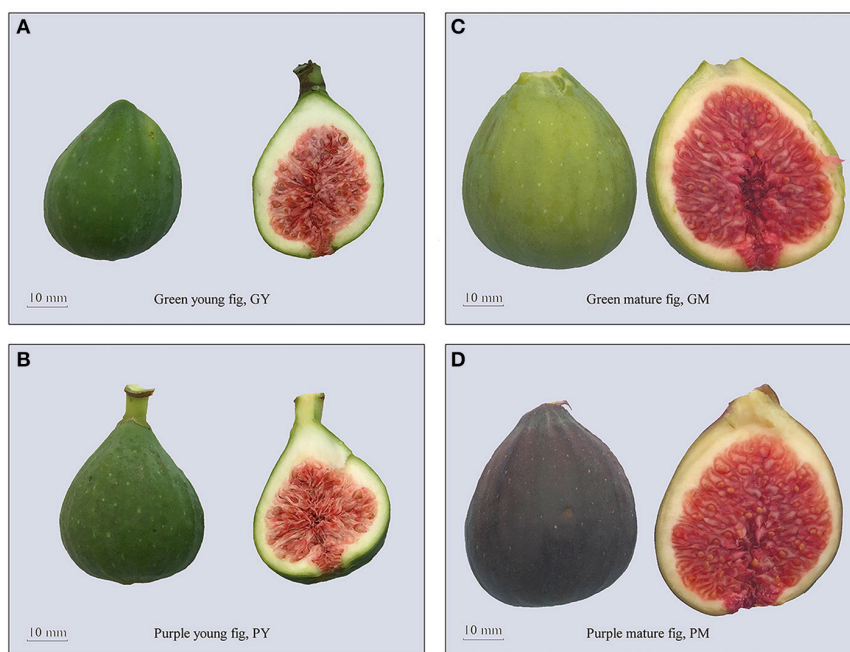 A
10 mm
Green young fig, GY
C
10 mm
Green mature fig, GM
B
10 mm
Purple young fig, PY
D
10 mm
Purple mature fig, PM